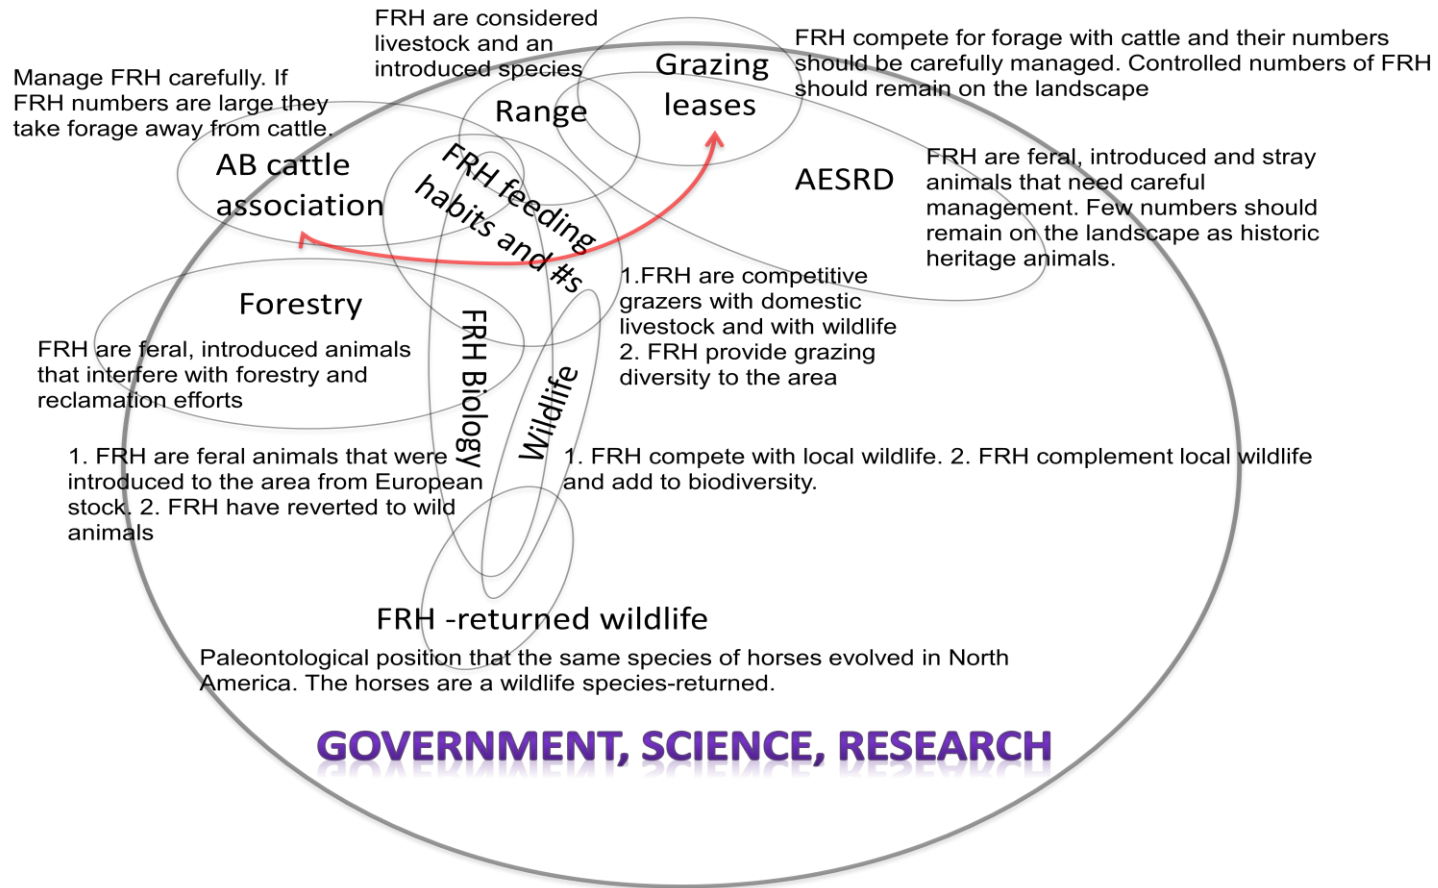 FRH are considered
livestock and an
introduced species
Grazing
leases
FRH compete for forage with cattle and their numbers
should be carefully managed. Controlled numbers of FRH
should remain on the landscape
Manage FRH carefully. If
FRH numbers are large they
take forage away from cattle.
Range
AB cattle
association
FRH feeding
habits and #s
AESRD
FRH are feral, introduced and stray
animals that need careful
management. Few numbers should
remain on the landscape as historic
heritage animals.
Forestry
FRH are feral, introduced animals
that interfere with forestry and
reclamation efforts
1.FRH are competitive
grazers with domestic
livestock and with wildlife
2. FRH provide grazing
diversity to the area
FRH Biology
Wildlife
1. FRH are feral animals that were
introduced to the area from European
stock. 2. FRH have reverted to wild
animals
1. FRH compete with local wildlife. 2. FRH complement local wildlife
and add to biodiversity.
FRH -returned wildlife
Paleontological position that the same species of horses evolved in North
America. The horses are a wildlife species-returned.
GOVERNMENT, SCIENCE, RESEARCH